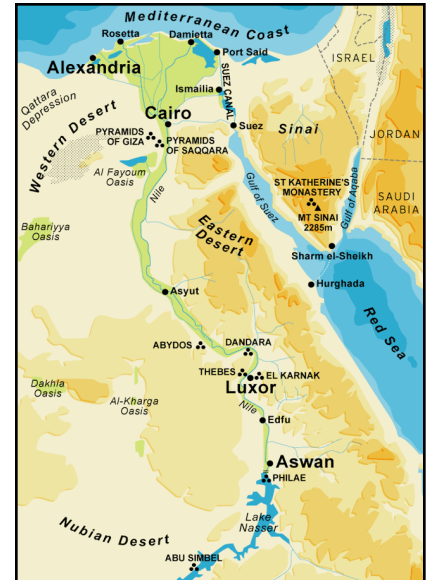 Mediterranean Coast
Rosetta
Damietta
Port Said
Alexandria
ISRAEL
Ismailia
SUEZ CANAL
Qattara
Depression
Cairo
Suez
Sinai
Western Desert
PYRAMIDS
OF GIZA
PYRAMIDS
OF SAQQARA
JORDAN
Al Fayoum
Oasis
Nile
ST KATHERINE'S
MONASTERY
MT SINAI
2285m
Gulf of Suez
Gulf of Aqaba
SAUDI
ARABIA
Bahariyya
Oasis
Eastern
Desert
Sharm el-Sheikh
Hurghada
Asyut
Red Sea
ABYDOS
DANDARA
THEBES
EL KARNAK
Luxor
Dakhla
Oasis
Al-Kharga
Oasis
Nile
Edfu
Aswan
PHILAE
Lake
Nasser
Nubian Desert
ABU SIMBEL